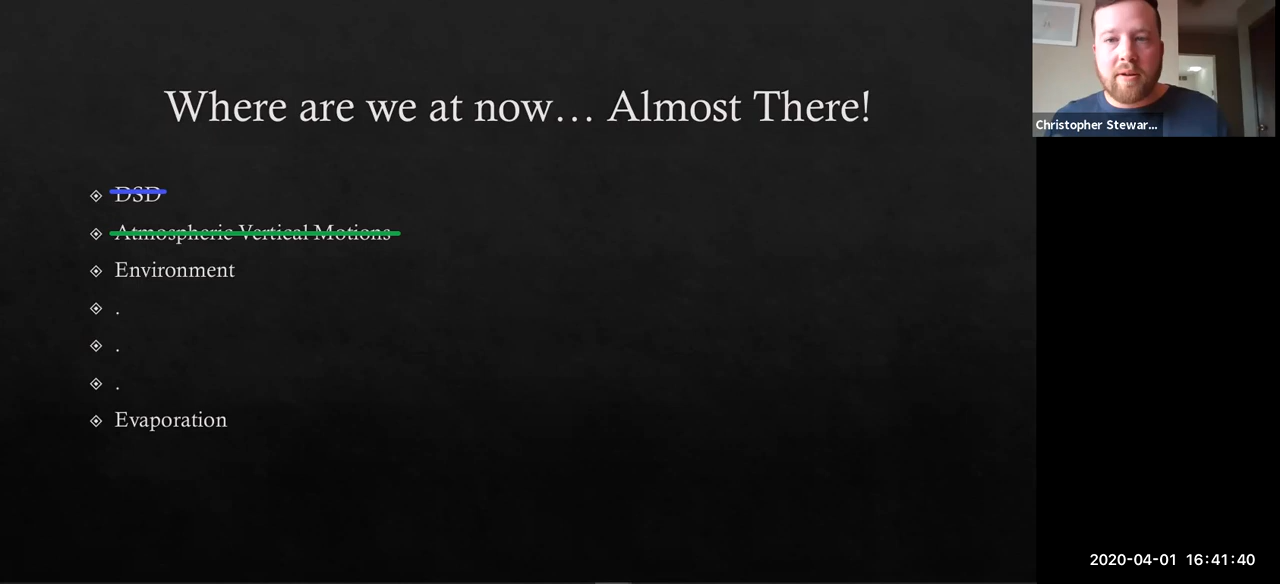 Where are we at now… Almost There!
DSD
Atmospheric Vertical Motions
Environment
.
.
.
Evaporation
Christopher Stewar...
2020-04-01 16:41:40